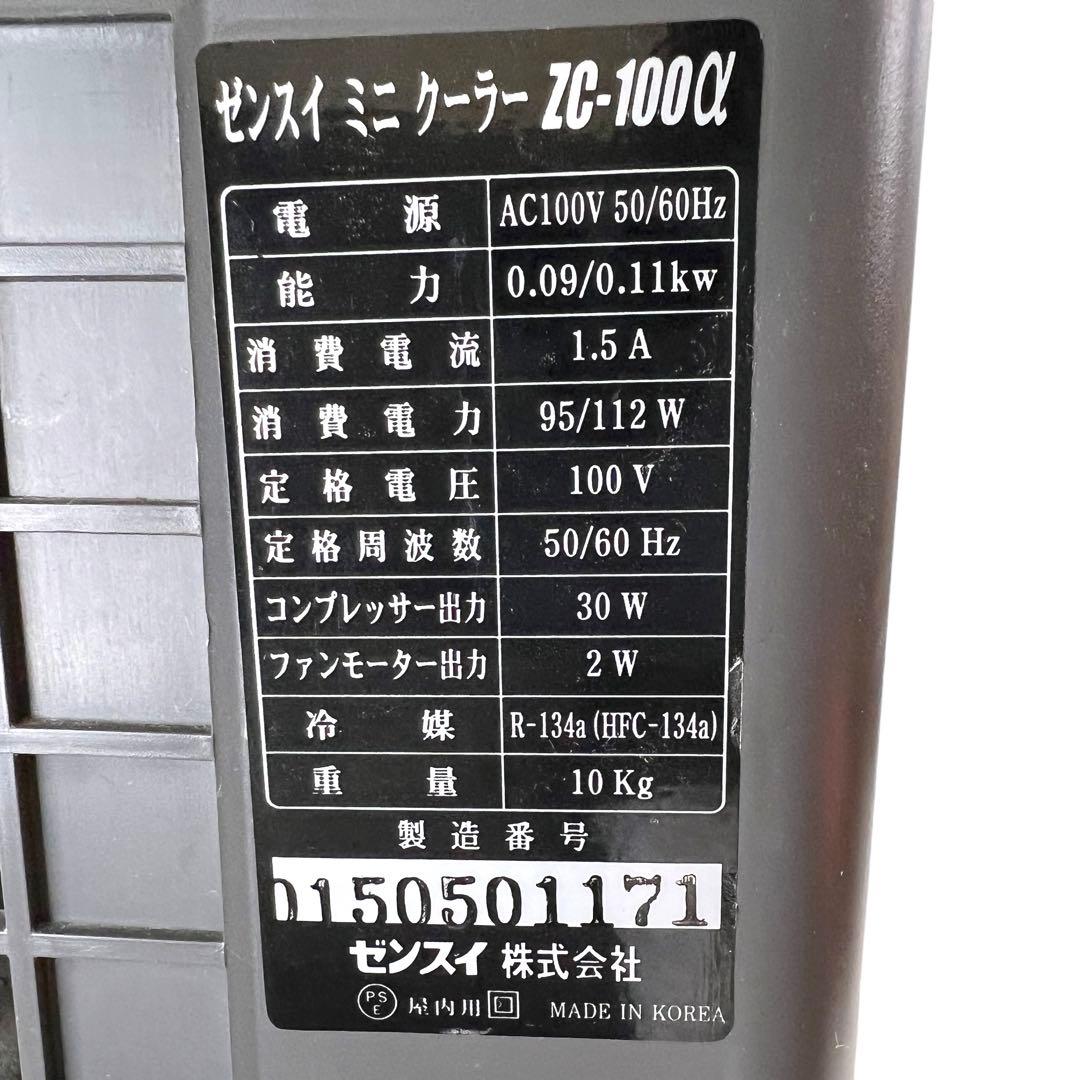 ゼンスイ ミニ クーラー ZC-100α
電源 AC100V 50/60Hz
能力 0.09/0.11kw
消費電流 1.5 A
消費電力 95/112 W
定格電圧 100 V
定格周波数 50/60 Hz
コンプレッサー出力 30 W
ファンモーター出力 2 W
冷媒 R-134a (HFC-134a)
重量 10 Kg
製造番号
0150501171
ゼンスイ 株式会社
PSE 屋内用 MADE IN KOREA